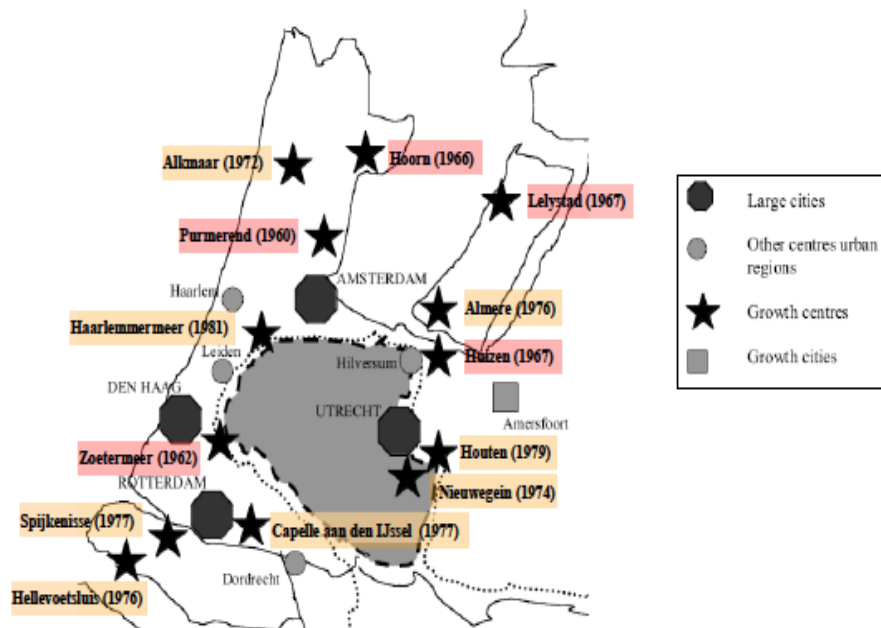 Alkmaar (1972)
Hoorn (1966)
Lelystad (1967)
Purmerend (1960)
AMSTERDAM
Haarlem
Almere (1976)
Haarlemmermeer (1981)
Leiden
Hilversum
Huizen (1967)
DEN HAAG
UTRECHT
Amersfoort
Zoetermeer (1962)
Houten (1979)
ROTTERDAM
Nieuwegein (1974)
Spijkenisse (1977)
Capelle aan den IJssel (1977)
Dordrecht
Hellevoetsluis (1976)
Large cities
Other centres urban
regions
Growth centres
Growth cities